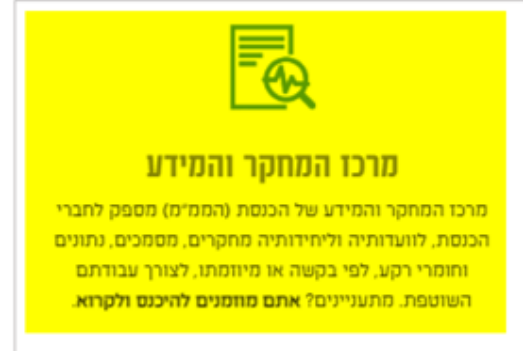 מרכז המחקר והמידע
מרכז המחקר והמידע של הכנסת (הממ"מ) מספק לחברי
הכנסת, לוועדותיה וליחידותיה מחקרים, מסמכים, נתונים
וחומרי רקע, לפי בקשה או מיוזמתו, לצורך עבודתם
השוטפת. מתעניינים? אתם מוזמנים להיכנס ולקרוא.